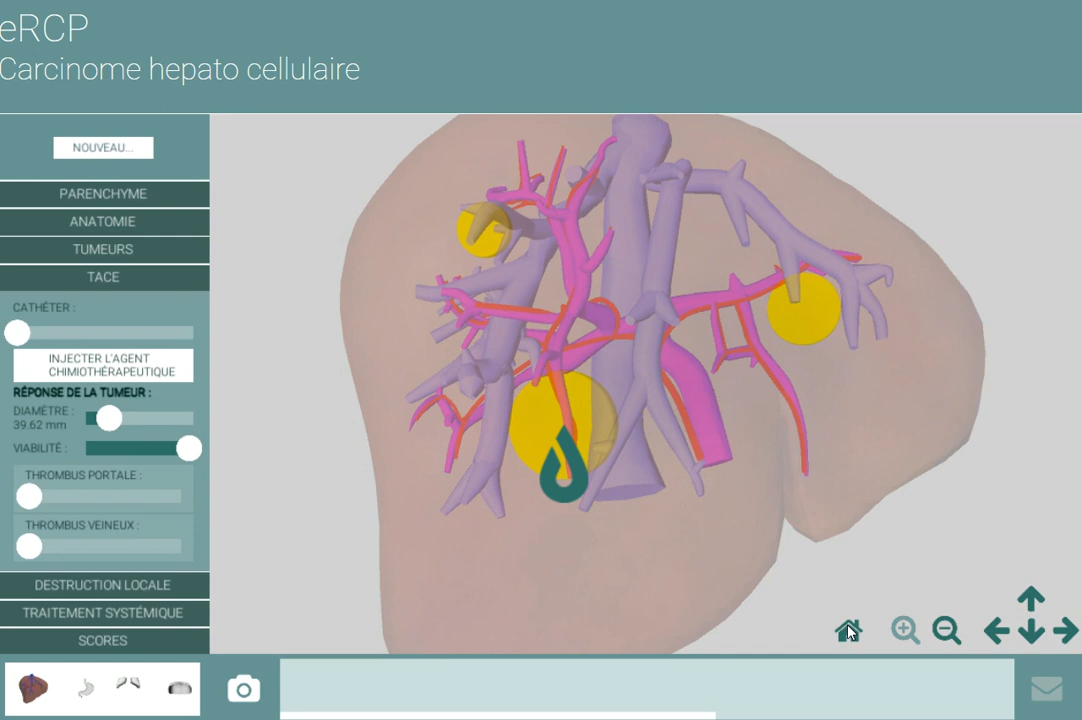 eRCP
Carcinome hepato cellulaire
NOUVEAU...
PARENCHYME
ANATOMIE
TUMEURS
TACE
CATHÉTER :
INJECTER L'AGENT
CHIMIOTHÉRAPEUTIQUE
RÉPONSE DE LA TUMEUR :
DIAMÈTRE :
39.62 mm
VIABILITÉ :
THROMBUS PORTALE :
THROMBUS VEINEUX :
DESTRUCTION LOCALE
TRAITEMENT SYSTÉMIQUE
SCORES